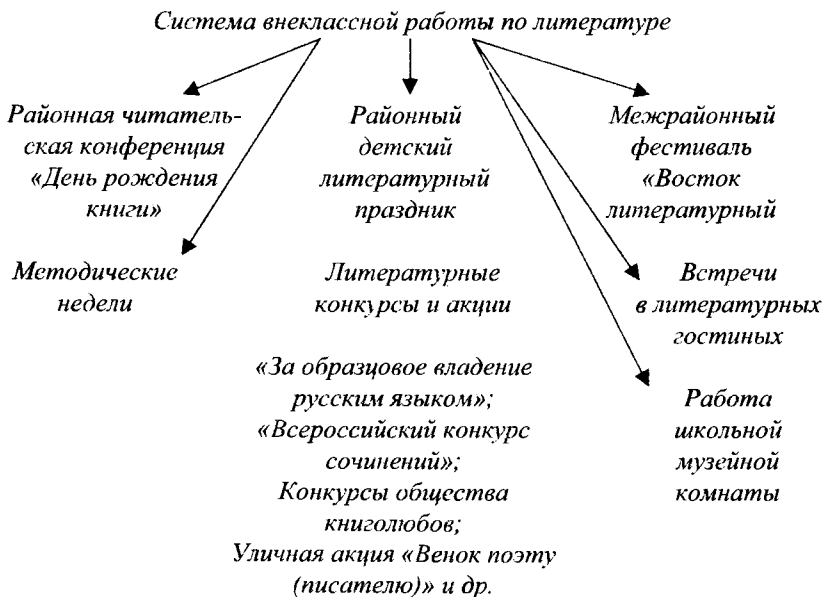 Система внеклассной работы по литературе
Районная читатель-
ская конференция
«День рождения
книги»
Районный
детский
литературный
праздник
Межрайонный
фестиваль
«Восток
литературный
Методические
недели
Литературные
конкурсы и акции
Встречи
в литературных
гостиных
«За образцовое владение
русским языком»;
«Всероссийский конкурс
сочинений»;
Конкурсы общества
книголюбов;
Уличная акция «Венок поэту
(писателю)» и др.
Работа
школьной
музейной
комнаты